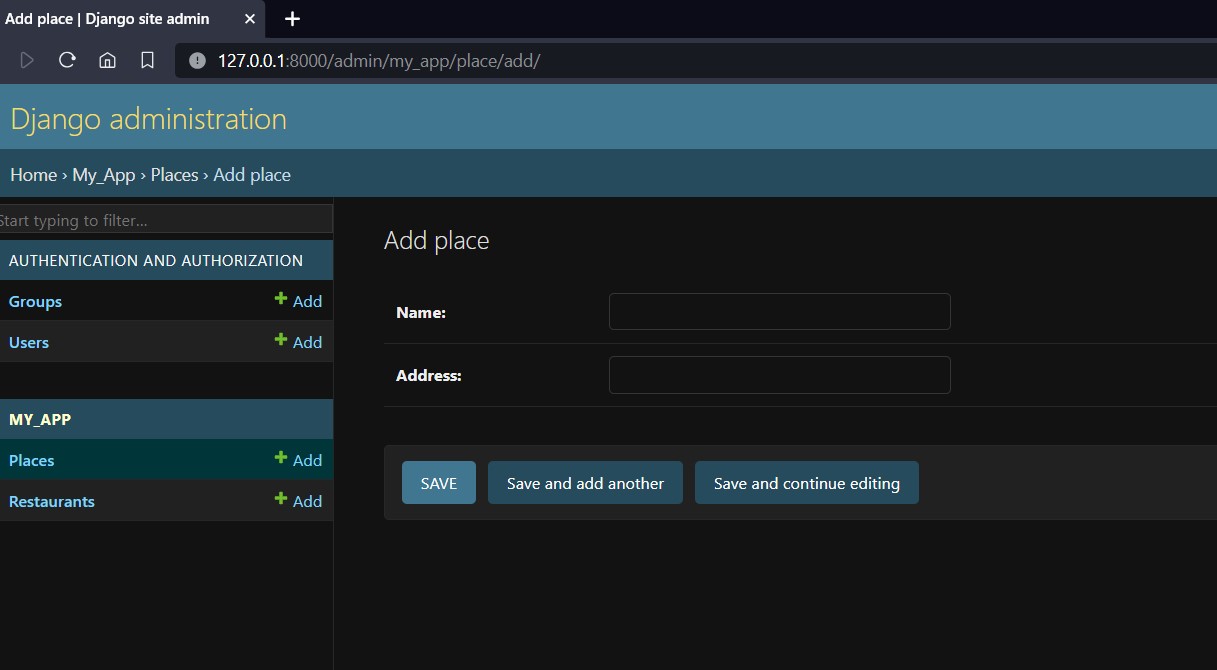 Add place | Django site admin
127.0.0.1:8000/admin/my_app/place/add/
Django administration
Home › My_App › Places › Add place
Start typing to filter...
AUTHENTICATION AND AUTHORIZATION
Groups + Add
Users + Add
MY_APP
Places + Add
Restaurants + Add
Add place
Name:
Address:
SAVE Save and add another Save and continue editing